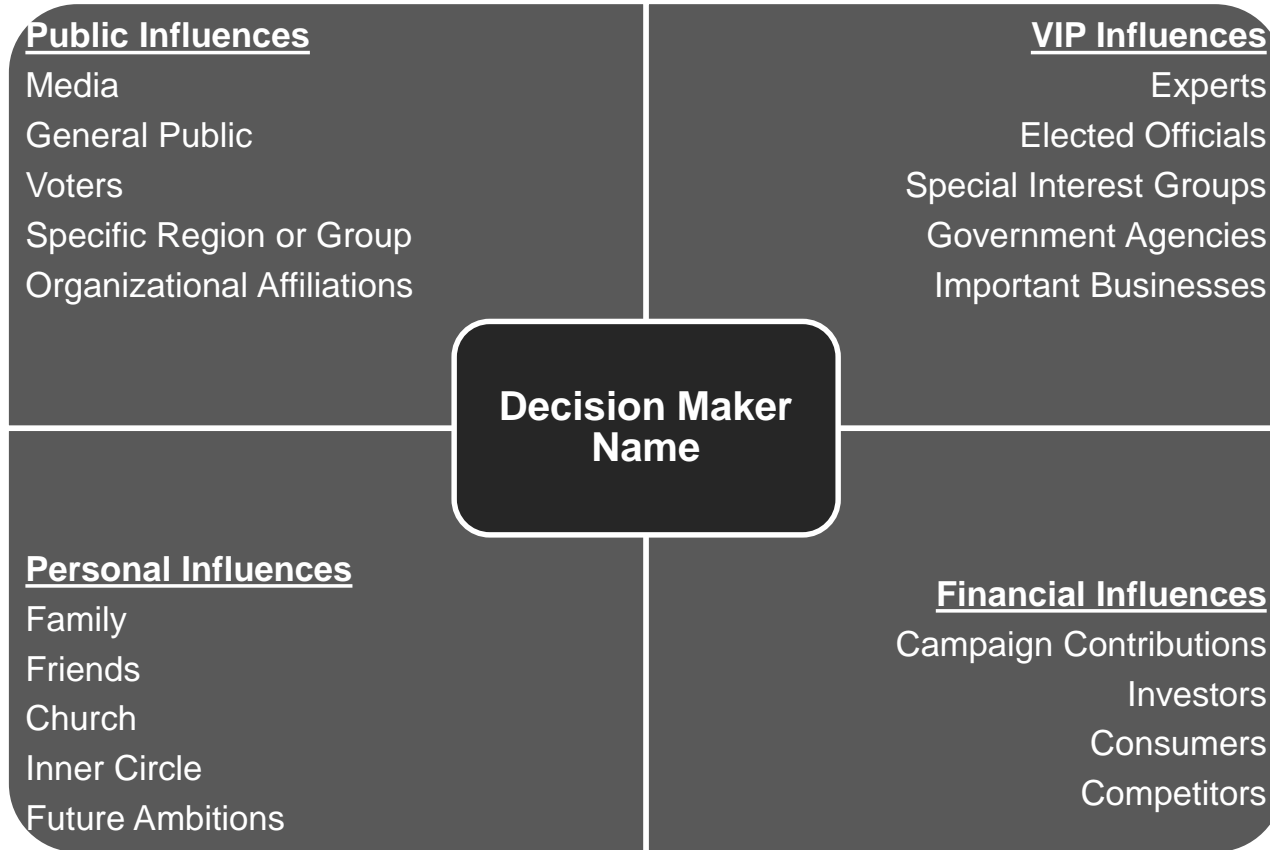 Public Influences
Media
General Public
Voters
Specific Region or Group
Organizational Affiliations
VIP Influences
Experts
Elected Officials
Special Interest Groups
Government Agencies
Important Businesses
Decision Maker
Name
Personal Influences
Family
Friends
Church
Inner Circle
Future Ambitions
Financial Influences
Campaign Contributions
Investors
Consumers
Competitors